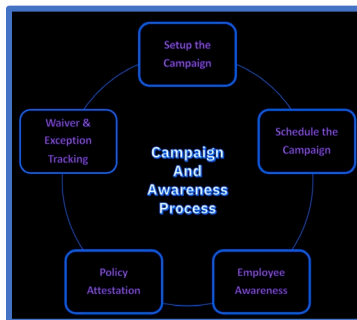 Setup the
Campaign
Schedule the
Campaign
Employee
Awareness
Policy
Attestation
Waiver &
Exception
Tracking
Campaign
And
Awareness
Process